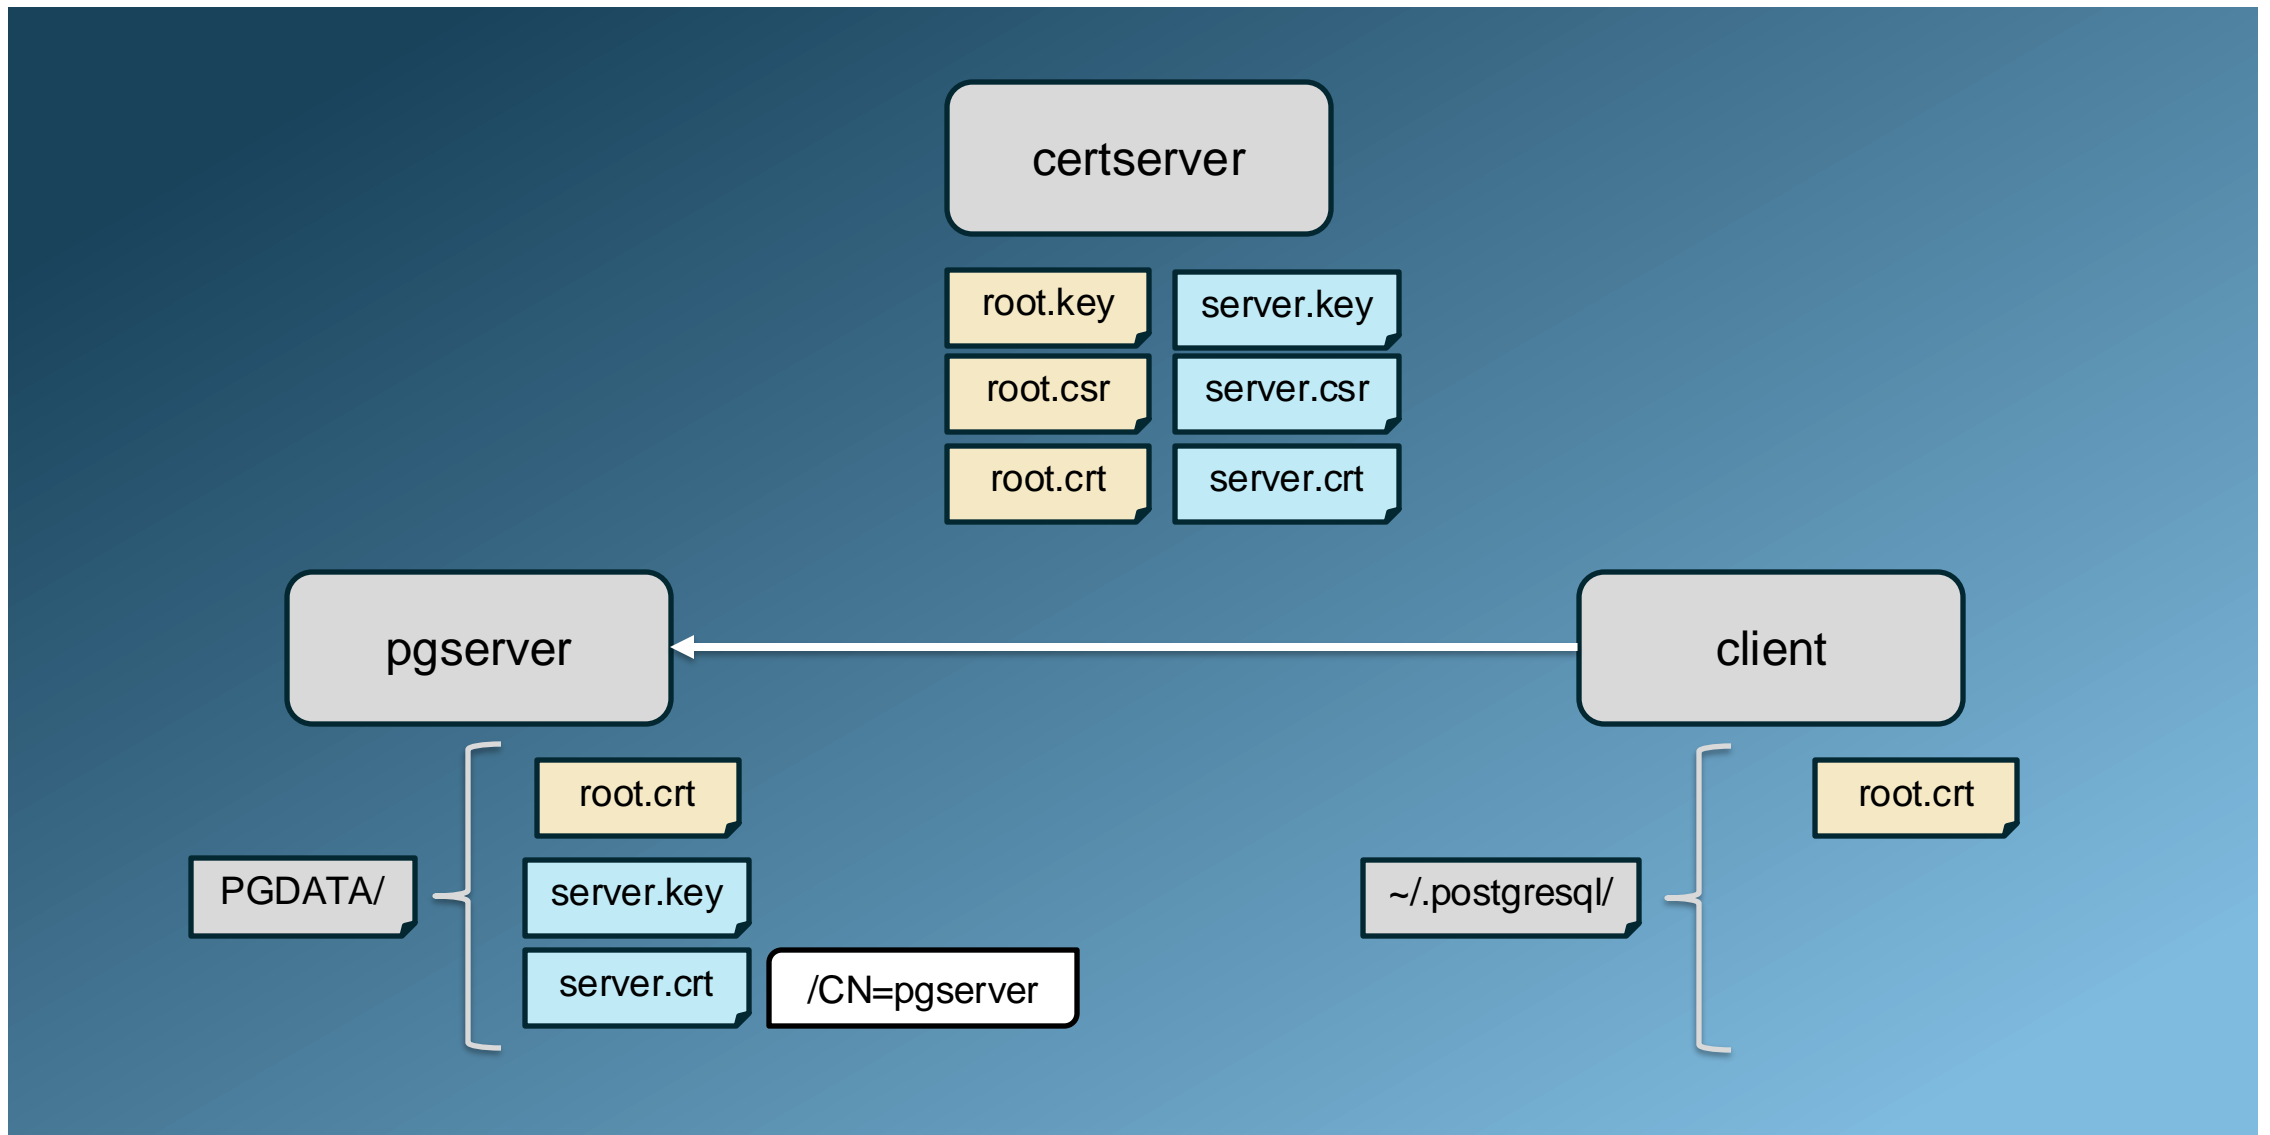 certserver
root.key
server.key
root.csr
server.csr
root.crt
server.crt
pgserver
client
root.crt
root.crt
PGDATA/
server.key
~/.postgresql/
server.crt
/CN=pgserver